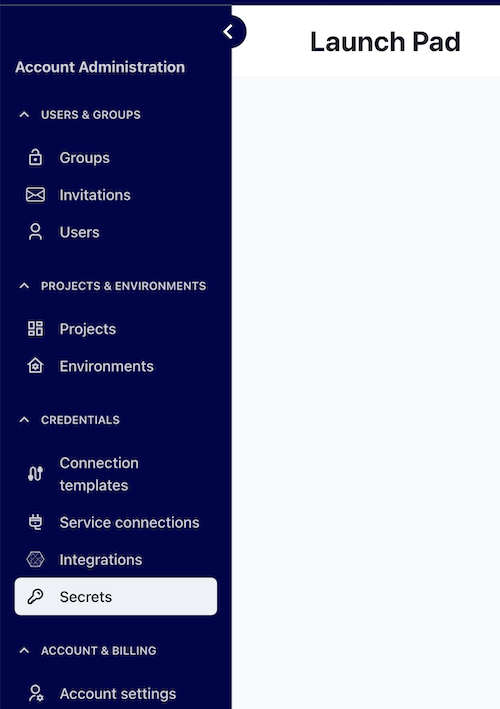 Launch Pad
Account Administration
USERS & GROUPS
Groups
Invitations
Users
PROJECTS & ENVIRONMENTS
Projects
Environments
CREDENTIALS
Connection
templates
Service connections
Integrations
Secrets
ACCOUNT & BILLING
Account settings